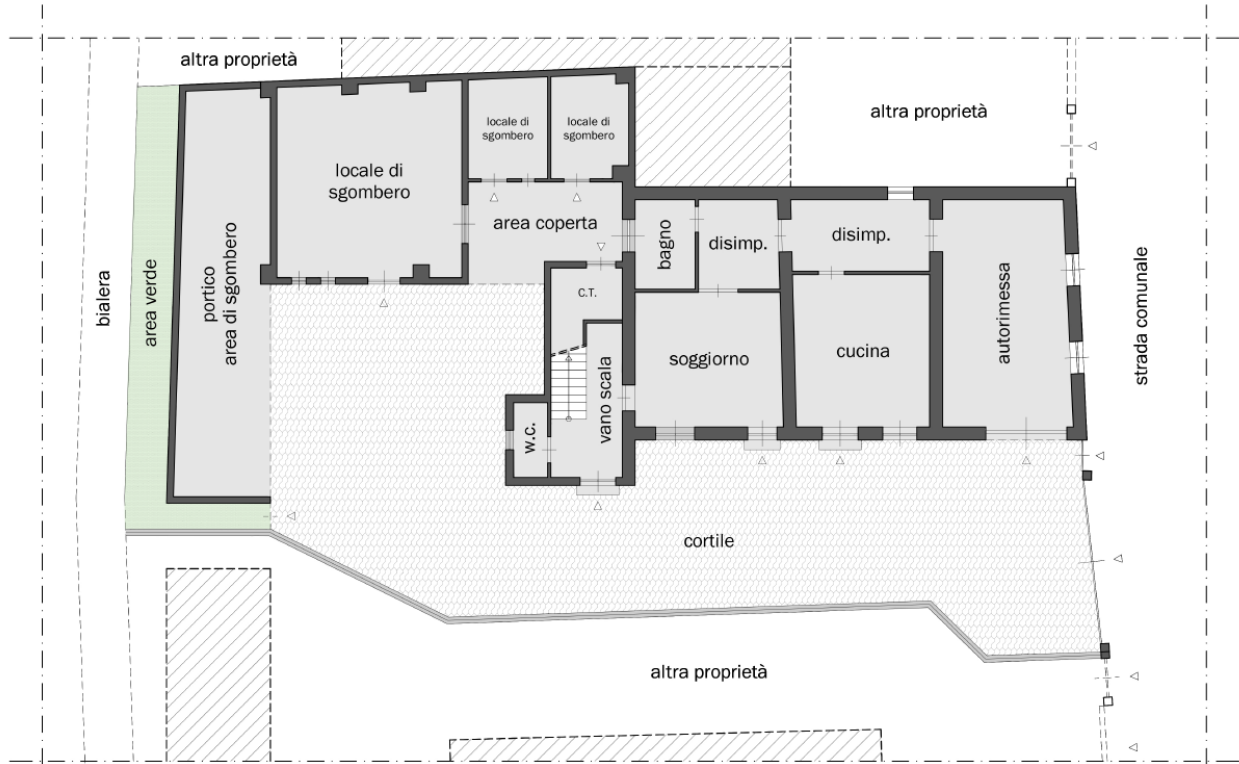 altra proprietà
altra proprietà
locale di
sgombero
locale di
sgombero
locale di
sgombero
area coperta
bagno
disimp.
disimp.
bialera
area verde
portico
area di sgombero
c.T.
autorimessa
strada comunale
soggiorno
cucina
vano scala
w.c.
cortile
altra proprietà